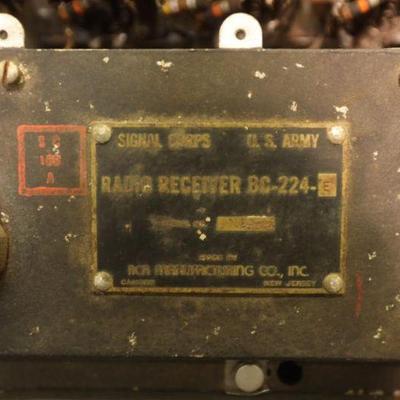 SIGNAL CORPS U. S. ARMY
RADIO RECEIVER BC-224-E
MADE BY
RCA MANUFACTURING CO., INC.
CAMDEN NEW JERSEY
S C
A